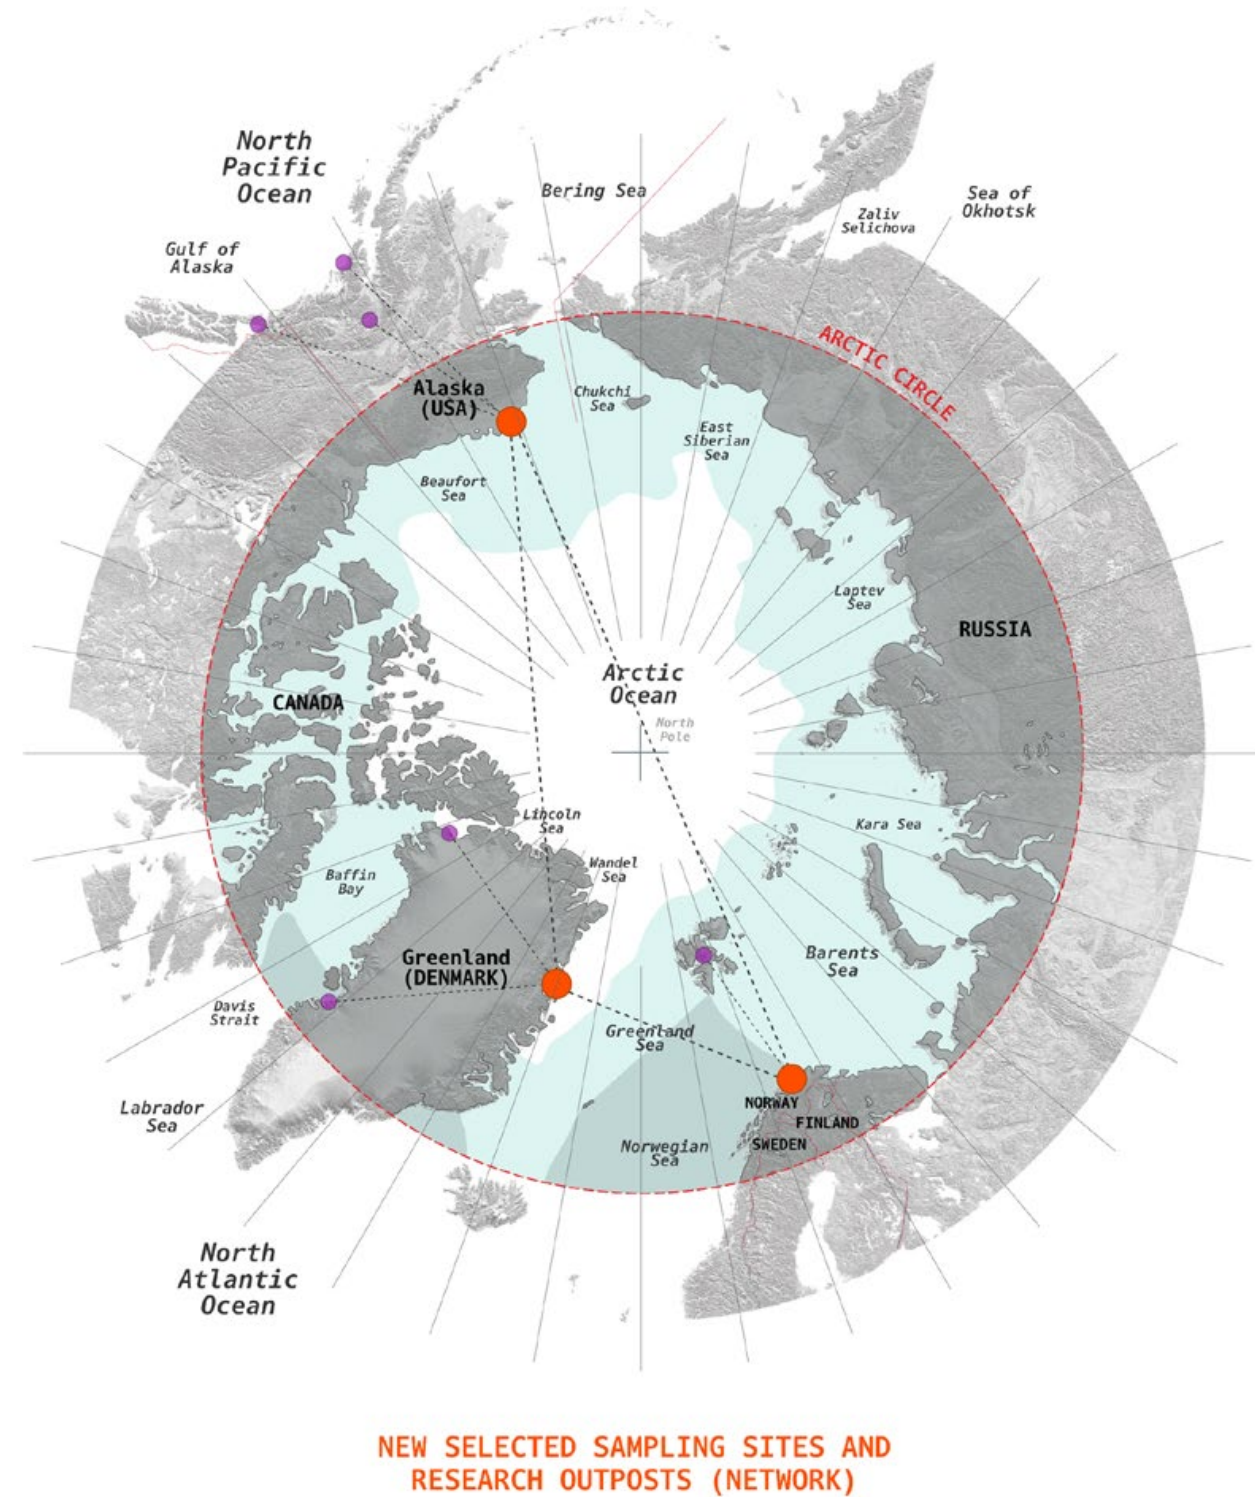 North
Pacific
Ocean
Bering Sea
Sea of
Okhotsk
Zaliv
Selichova
Gulf of
Alaska
ARCTIC CIRCLE
Alaska
(USA)
Chukchi
Sea
East
Siberian
Sea
Beaufort
Sea
Laptev
Sea
RUSSIA
Arctic
Ocean
North
Pole
CANADA
Lincoln
Sea
Kara Sea
Wandel
Sea
Baffin
Bay
Greenland
(DENMARK)
Barents
Sea
Davis
Strait
Greenland
Sea
Labrador
Sea
NORWAY
FINLAND
SWEDEN
Norwegian
Sea
North
Atlantic
Ocean
NEW SELECTED SAMPLING SITES AND
RESEARCH OUTPOSTS (NETWORK)